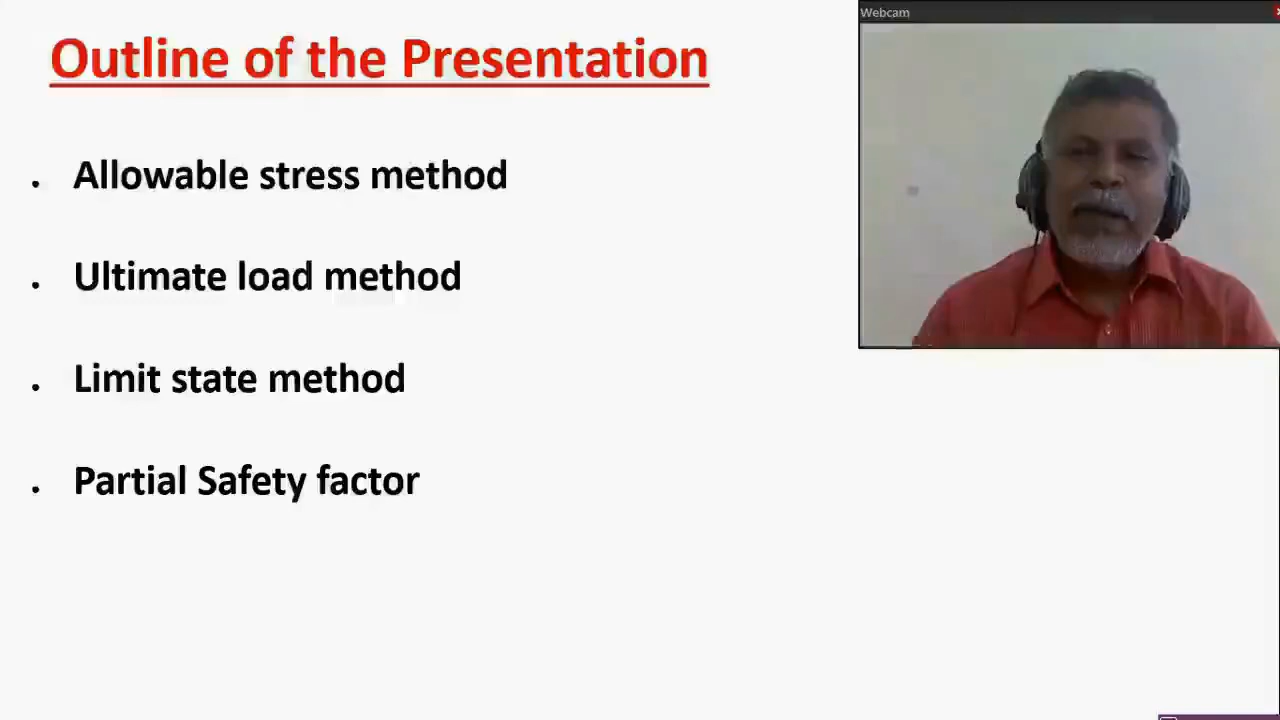 Outline of the Presentation
Webcam
• Allowable stress method
• Ultimate load method
• Limit state method
• Partial Safety factor